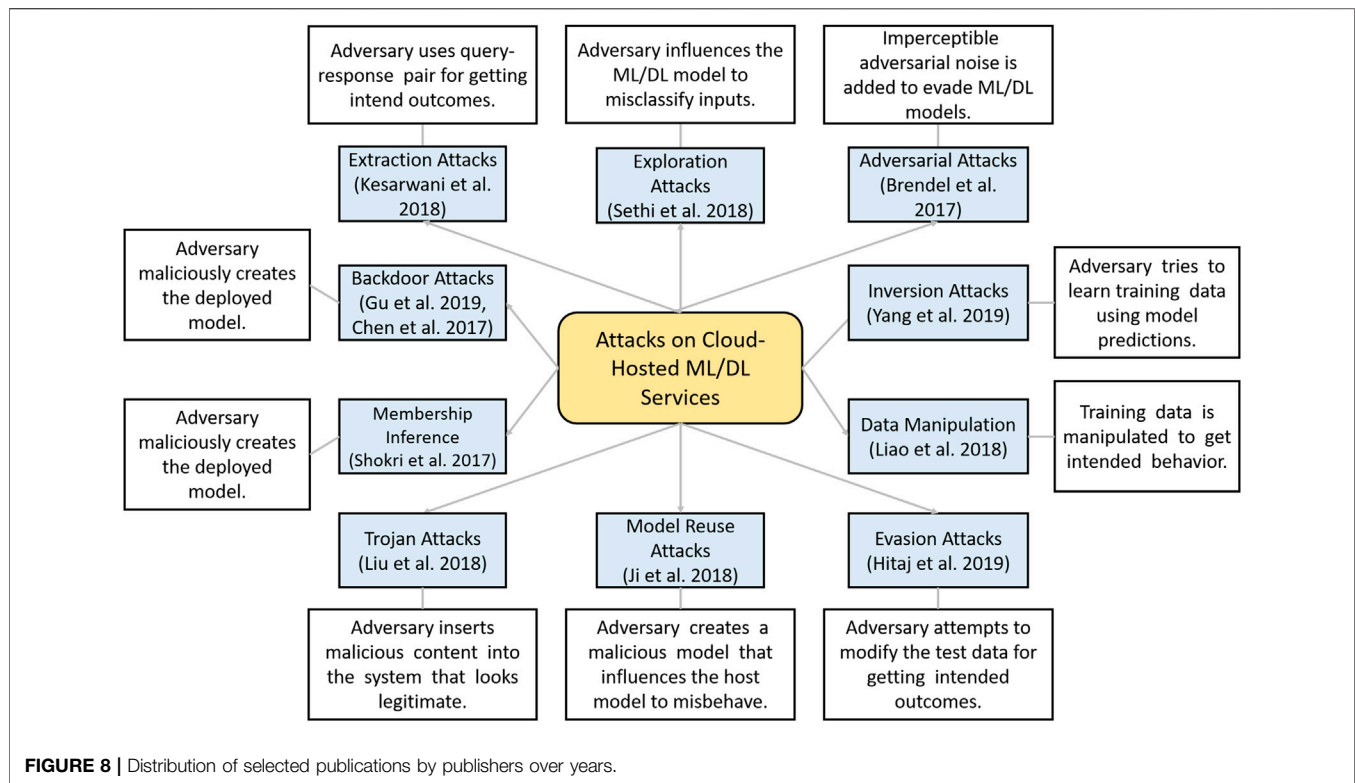 Adversary uses query-
response pair for getting
intend outcomes.
Adversary influences the
ML/DL model to
misclassify inputs.
Imperceptible
adversarial noise is
added to evade ML/DL
models.
Extraction Attacks
(Kesarwani et al.
2018)
Exploration
Attacks
(Sethi et al. 2018)
Adversarial Attacks
(Brendel et al.
2017)
Adversary
maliciously creates
the deployed
model.
Backdoor Attacks
(Gu et al. 2019,
Chen et al. 2017)
Inversion Attacks
(Yang et al. 2019)
Adversary tries to
learn training data
using model
predictions.
Attacks on Cloud-
Hosted ML/DL
Services
Adversary
maliciously creates
the deployed
model.
Membership
Inference
(Shokri et al. 2017)
Data Manipulation
(Liao et al. 2018)
Training data is
manipulated to get
intended behavior.
Trojan Attacks
(Liu et al. 2018)
Model Reuse
Attacks
(Ji et al. 2018)
Evasion Attacks
(Hitaj et al. 2019)
Adversary inserts
malicious content into
the system that looks
legitimate.
Adversary creates a
malicious model that
influences the host
model to misbehave.
Adversary attempts to
modify the test data for
getting intended
outcomes.
FIGURE 8 | Distribution of selected publications by publishers over years.